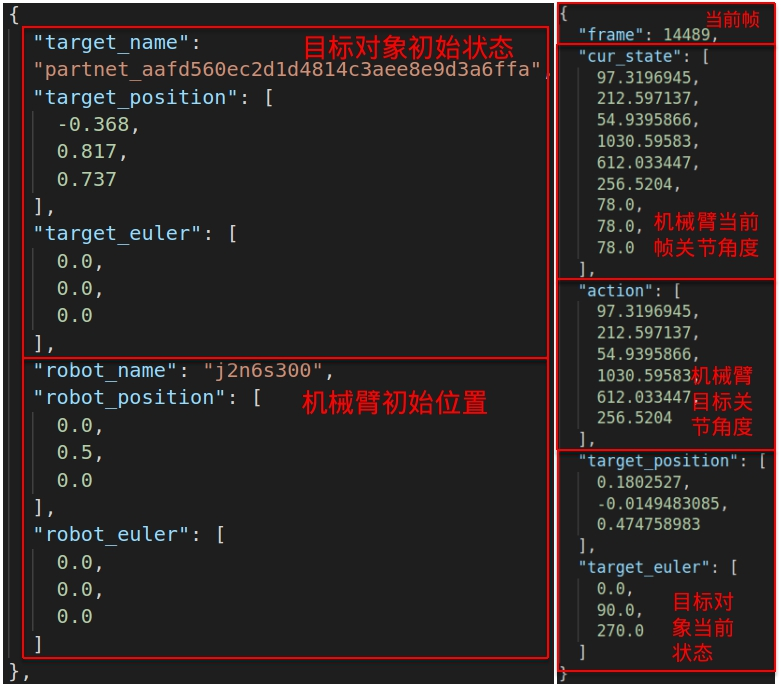 {
"target_name":
"partnet_aafd560ec2d1d4814c3aee8e9d3a6ffa",
目标对象初始状态
"target_position": [
-0.368,
0.817,
0.737
],
"target_euler": [
0.0,
0.0,
0.0
],
"robot_name": "j2n6s300",
"robot_position": [
机械臂初始位置
0.0,
0.5,
0.0
],
"robot_euler": [
0.0,
0.0,
0.0
]
},
{
当前帧
"frame": 14489,
"cur_state": [
97.3196945,
212.597137,
54.9395866,
1030.59583,
612.033447,
256.5204,
78.0,
78.0,
78.0
机械臂当前
帧关节角度
],
"action": [
97.3196945,
212.597137,
54.9395866,
1030.59583,
612.033447,
256.5204
机械臂
目标关
节角度
],
"target_position": [
0.1802527,
-0.0149483085,
0.474758983
],
"target_euler": [
0.0,
90.0,
270.0
目标对
象当前
状态
]
}